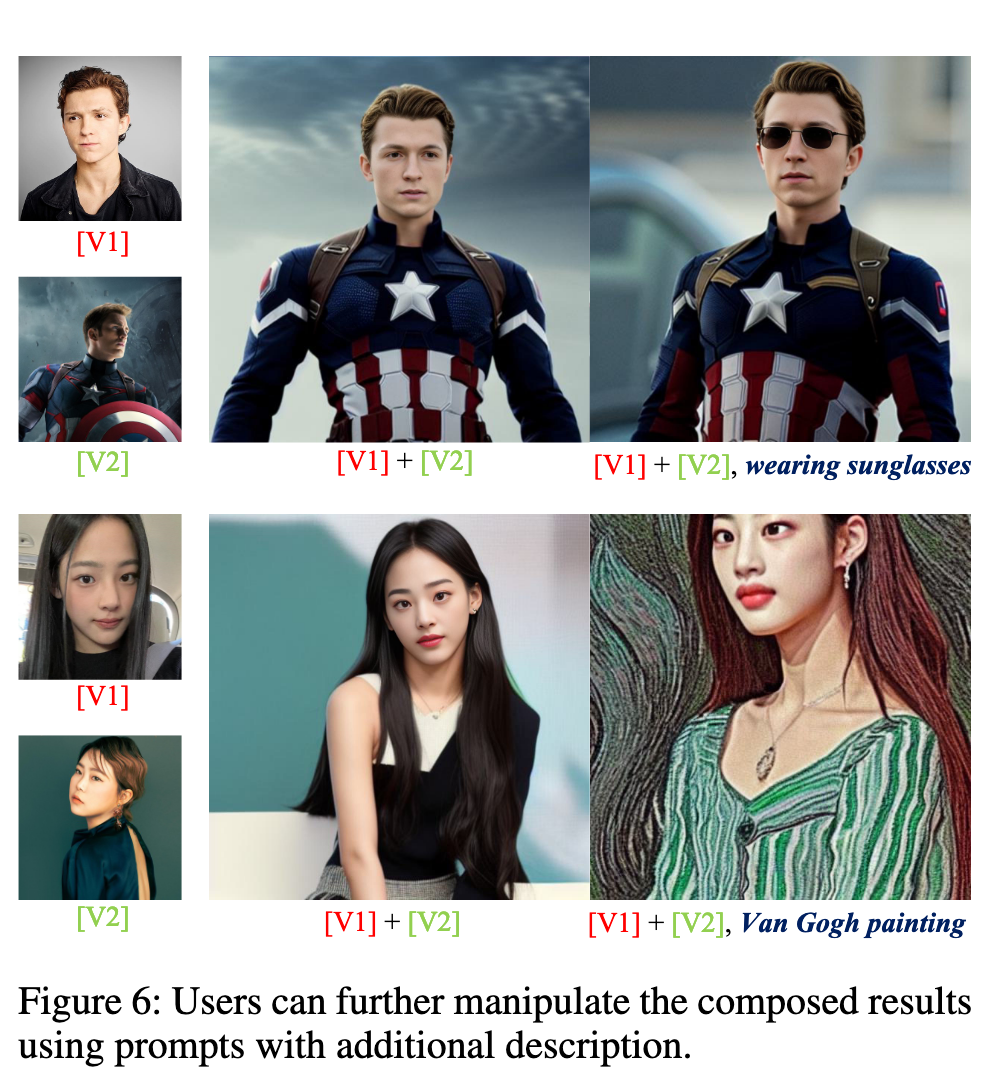 [V1]
[V2]
[V1] + [V2]
[V1] + [V2], wearing sunglasses
[V1]
[V2]
[V1] + [V2]
[V1] + [V2], Van Gogh painting
Figure 6: Users can further manipulate the composed results
using prompts with additional description.